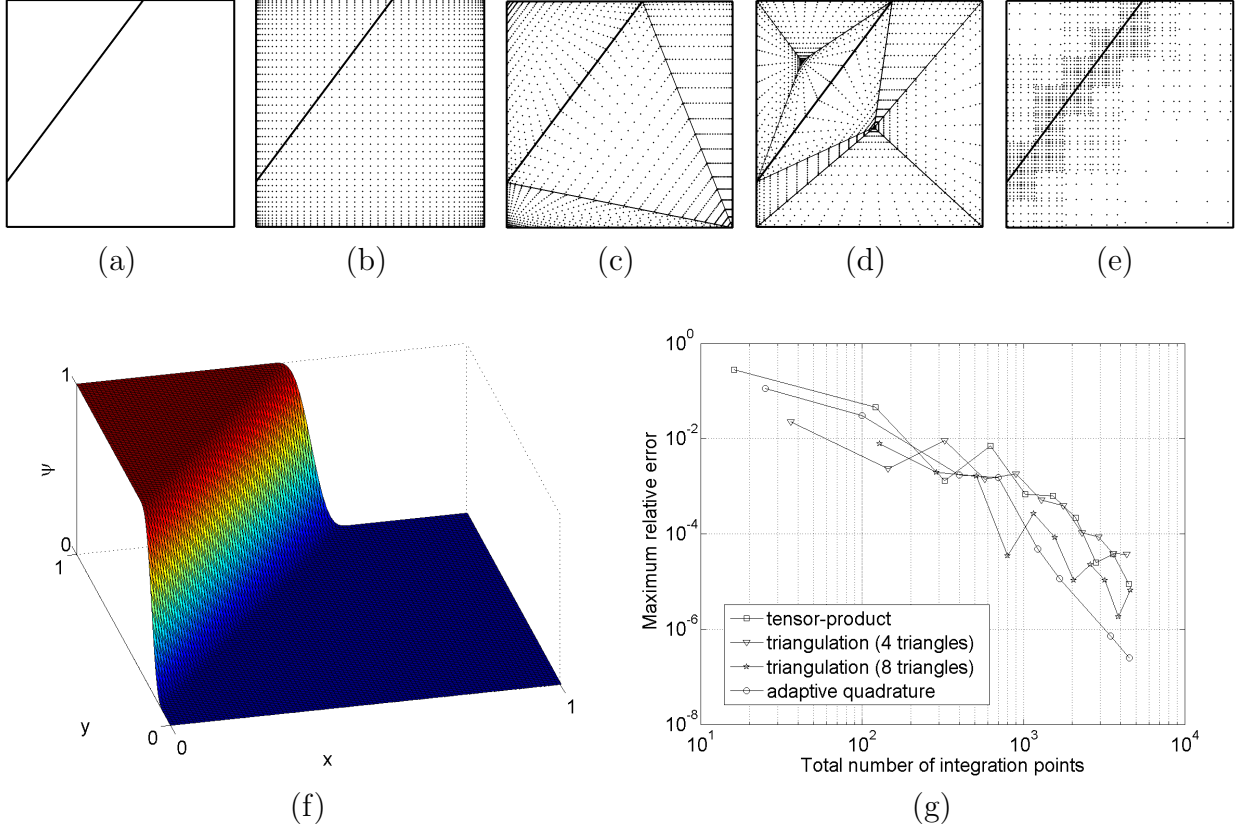 (a) (b) (c) (d) (e)
1
Ψ
0
1
y
0
0
x
1
(f)
10^0
10^-2
10^-4
10^-6
10^-8
Maximum relative error
tensor-product
triangulation (4 triangles)
triangulation (8 triangles)
adaptive quadrature
10^1 10^2 10^3 10^4
Total number of integration points
(g)